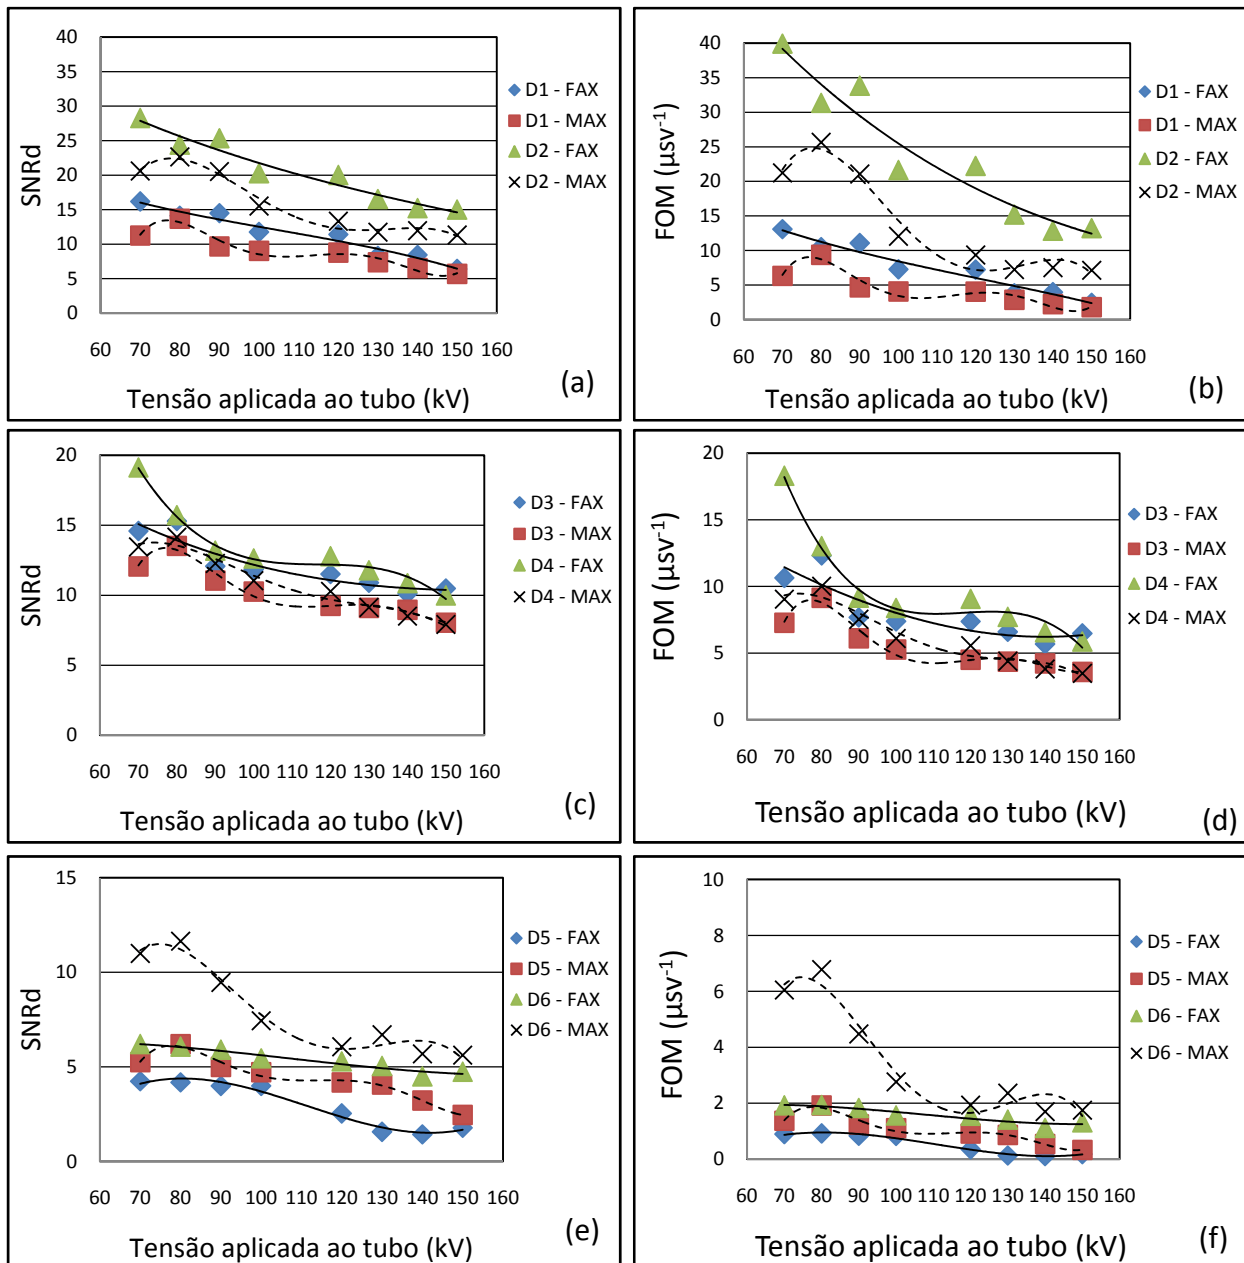 SNRd
40
35
30
25
20
15
10
5
0
60 70 80 90 100 110 120 130 140 150 160
Tensão aplicada ao tubo (kV)
D1 - FAX
D1 - MAX
D2 - FAX
D2 - MAX
(a)
FOM (µsv-1)
40
35
30
25
20
15
10
5
0
60 70 80 90 100 110 120 130 140 150 160
Tensão aplicada ao tubo (kV)
D1 - FAX
D1 - MAX
D2 - FAX
D2 - MAX
(b)
SNRd
20
15
10
5
0
60 70 80 90 100 110 120 130 140 150 160
Tensão aplicada ao tubo (kV)
D3 - FAX
D3 - MAX
D4 - FAX
D4 - MAX
(c)
FOM (µsv-1)
20
15
10
5
0
60 70 80 90 100 110 120 130 140 150 160
Tensão aplicada ao tubo (kV)
D3 - FAX
D3 - MAX
D4 - FAX
D4 - MAX
(d)
SNRd
15
10
5
0
60 70 80 90 100 110 120 130 140 150 160
Tensão aplicada ao tubo (kV)
D5 - FAX
D5 - MAX
D6 - FAX
D6 - MAX
(e)
FOM (µsv-1)
10
8
6
4
2
0
60 70 80 90 100 110 120 130 140 150 160
Tensão aplicada ao tubo (kV)
D5 - FAX
D5 - MAX
D6 - FAX
D6 - MAX
(f)